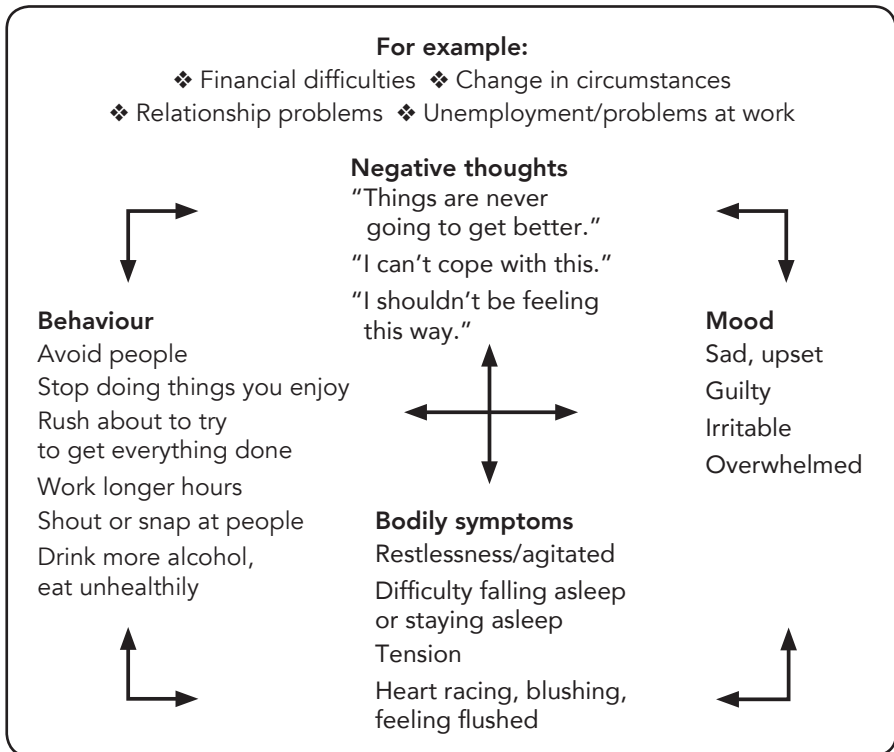 For example:
❖ Financial difficulties ❖ Change in circumstances
❖ Relationship problems ❖ Unemployment/problems at work
Negative thoughts
“Things are never
going to get better.”
“I can’t cope with this.”
“I shouldn’t be feeling
this way.”
Behaviour
Avoid people
Stop doing things you enjoy
Rush about to try
to get everything done
Work longer hours
Shout or snap at people
Drink more alcohol,
eat unhealthily
Mood
Sad, upset
Guilty
Irritable
Overwhelmed
Bodily symptoms
Restlessness/agitated
Difficulty falling asleep
or staying asleep
Tension
Heart racing, blushing,
feeling flushed